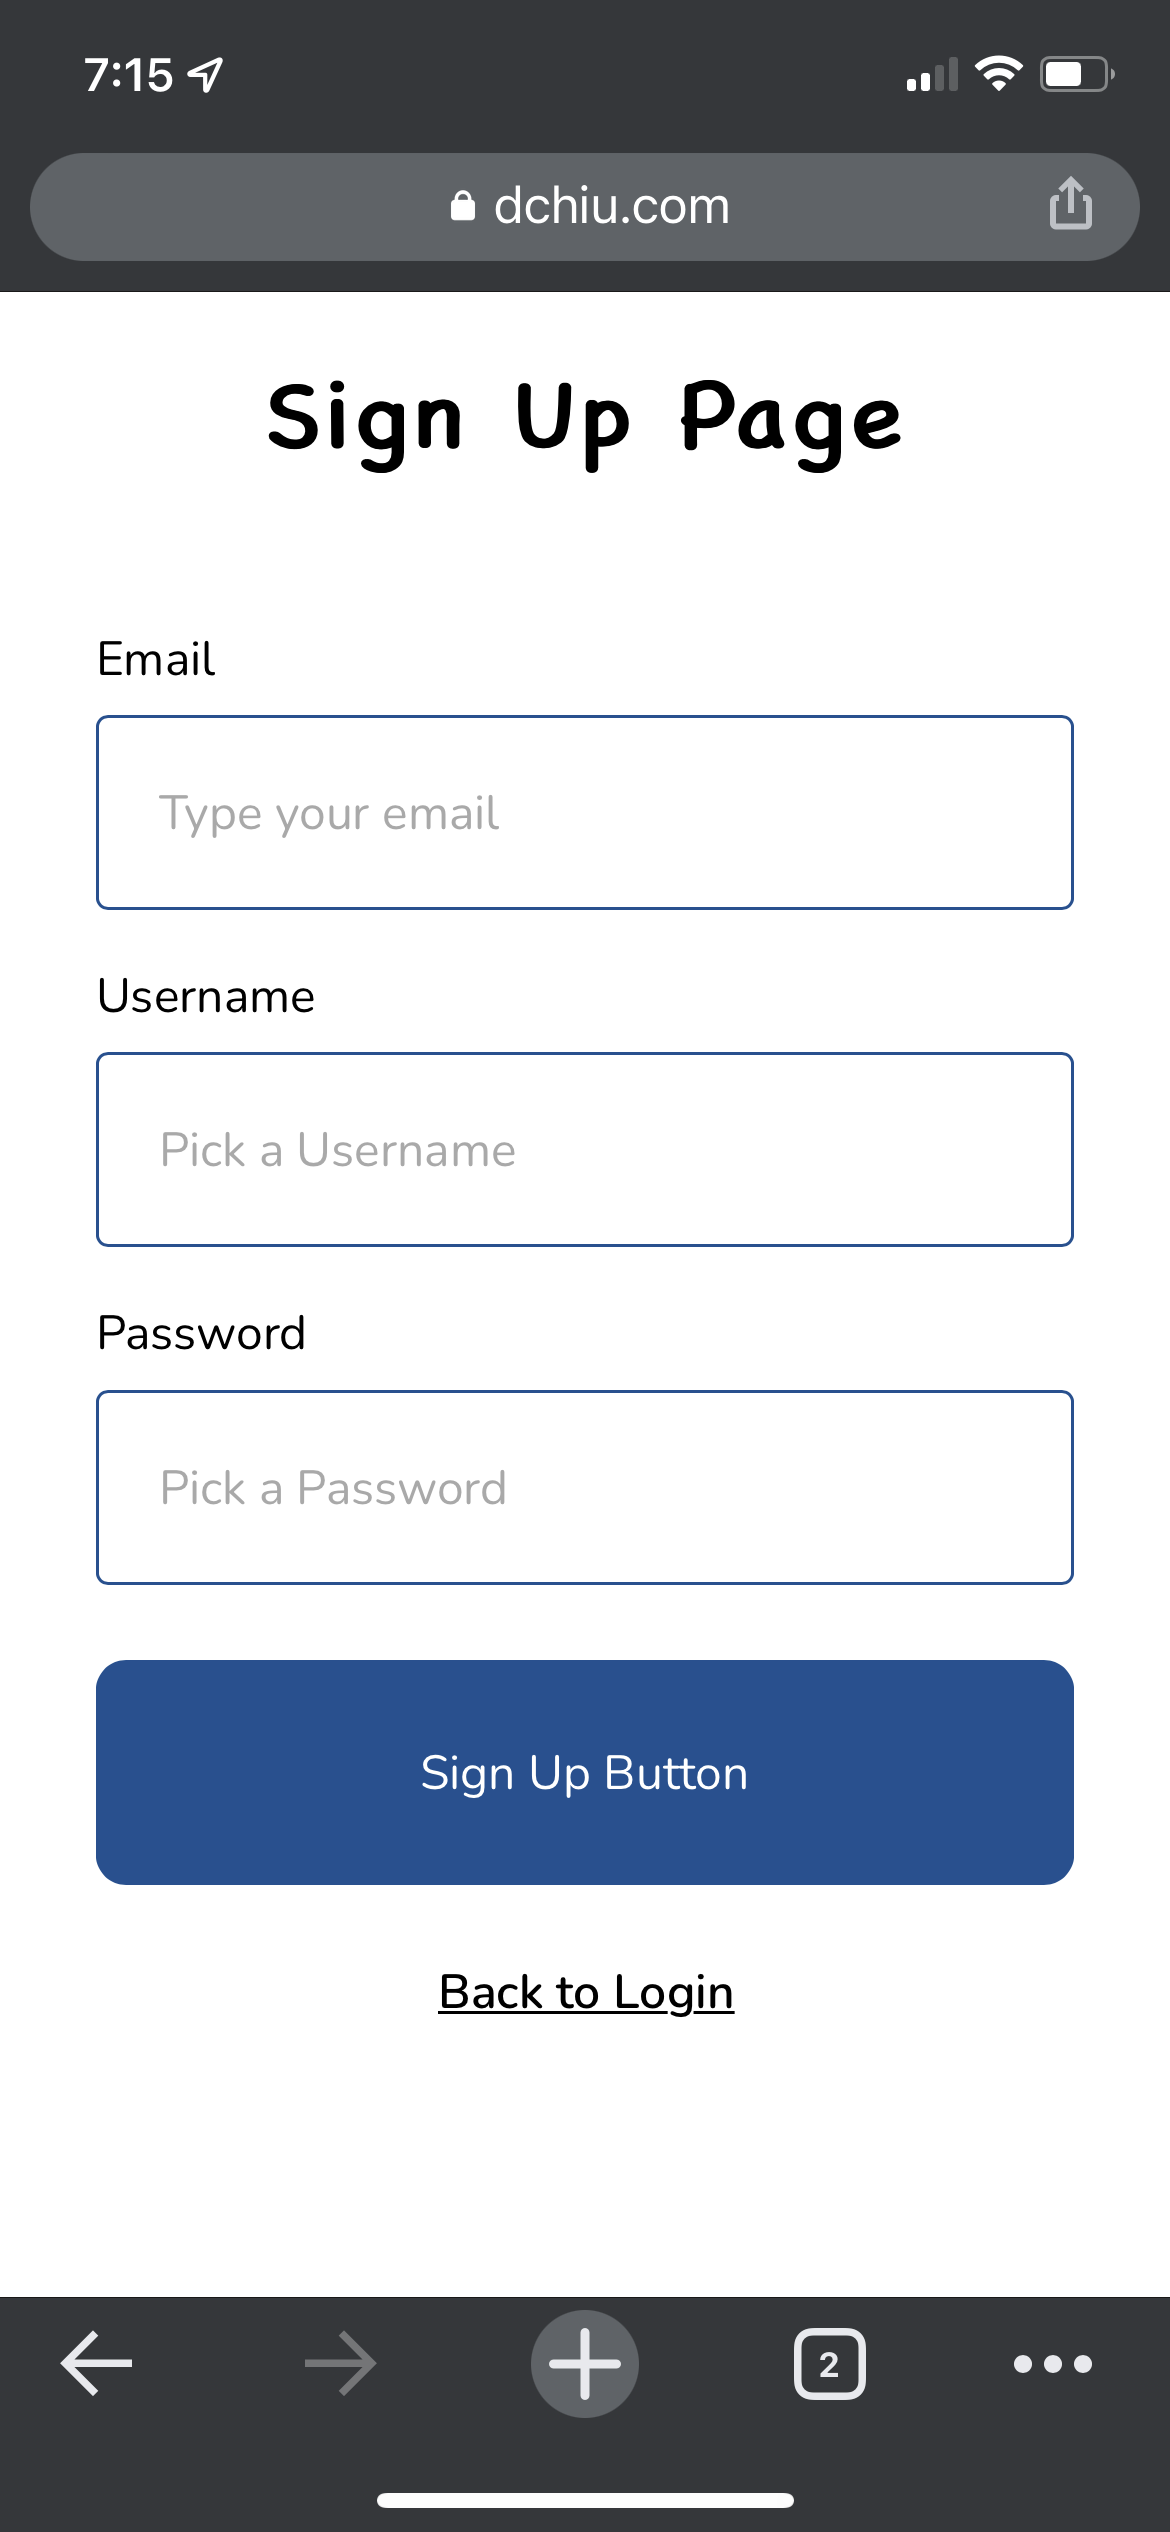 7:15
dchiu.com
Sign Up Page
Email
Type your email
Username
Pick a Username
Password
Pick a Password
Sign Up Button
Back to Login
2